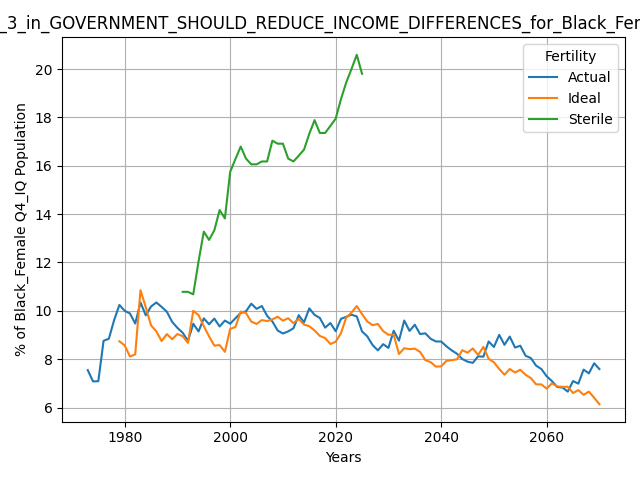 _3_in_GOVERNMENT_SHOULD_REDUCE_INCOME_DIFFERENCES_for_Black_Fer
Fertility
Actual
Ideal
Sterile
% of Black_Female Q4_IQ Population
20
18
16
14
12
10
8
6
1980
2000
2020
2040
2060
Years